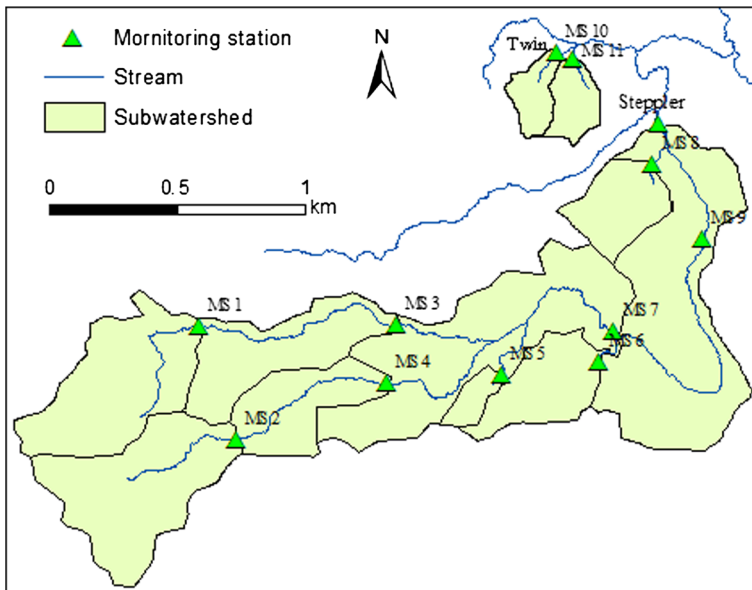 Mornitoring station
Stream
Subwatershed
0 0.5 1
km
N
MS 10
Twin
MS 11
Steppler
MS 8
MS 9
MS 1
MS 3
MS 7
MS 6
MS 4
MS 5
MS 2